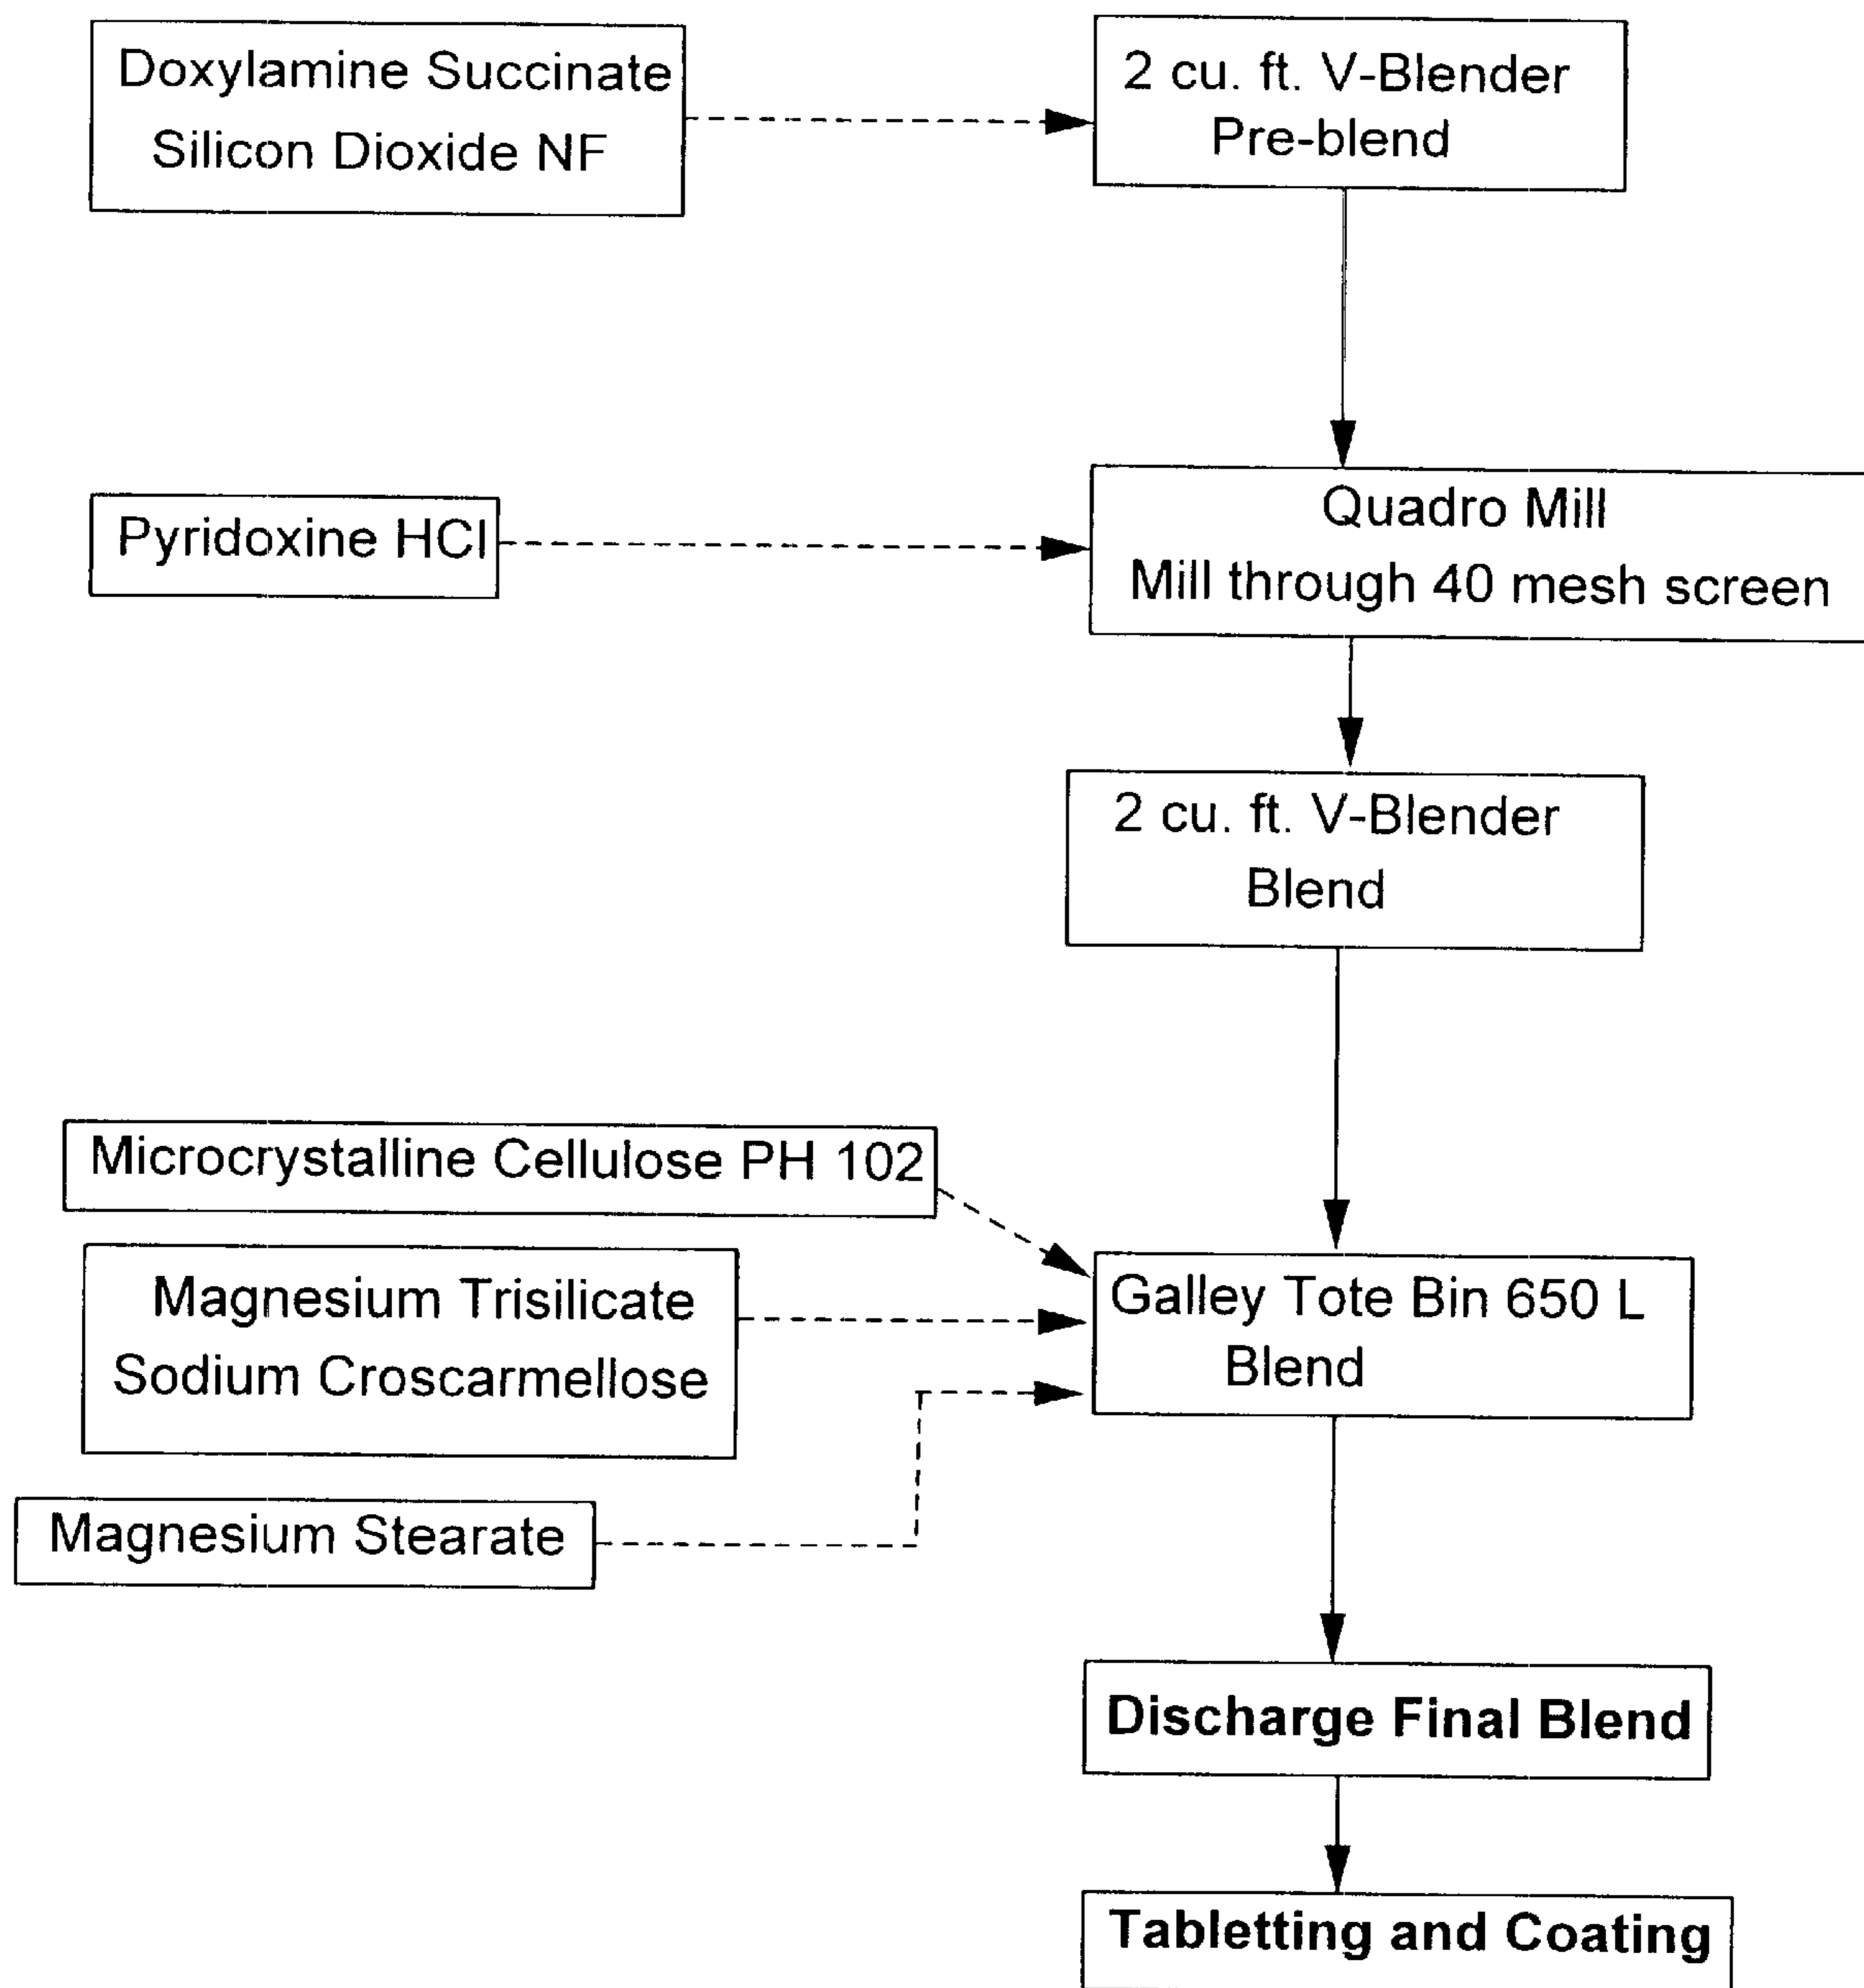 Doxylamine Succinate
Silicon Dioxide NF
2 cu. ft. V-Blender
Pre-blend
Pyridoxine HCl
Quadro Mill
Mill through 40 mesh screen
2 cu. ft. V-Blender
Blend
Microcrystalline Cellulose PH 102
Magnesium Trisilicate
Sodium Croscarmellose
Magnesium Stearate
Galley Tote Bin 650 L
Blend
Discharge Final Blend
Tabletting and Coating